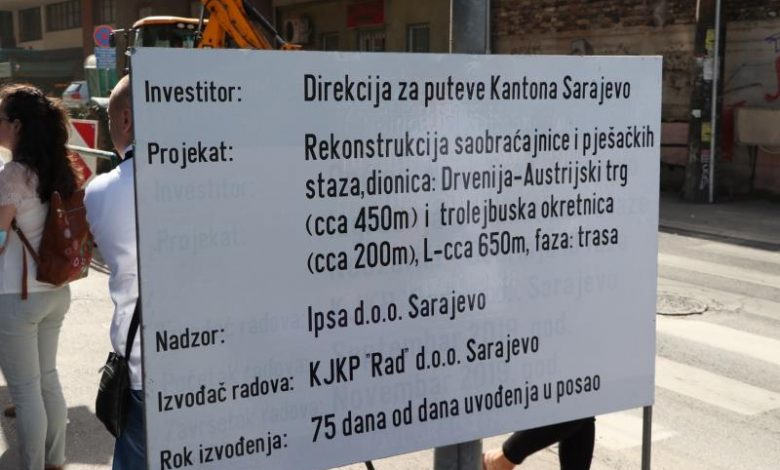 Investitor: Direkcija za puteve Kantona Sarajevo
Projekat: Rekonstrukcija saobraćajnice i pješačkih
staza,dionica: Drvenija-Austrijski trg
(cca 450m) i trolejbuska okretnica
(cca 200m), L-cca 650m, faza: trasa
Nadzor: Ipsa d.o.o. Sarajevo
Izvođač radova: KJKP "Rad" d.o.o. Sarajevo
Rok izvođenja: 75 dana od dana uvođenja u posao